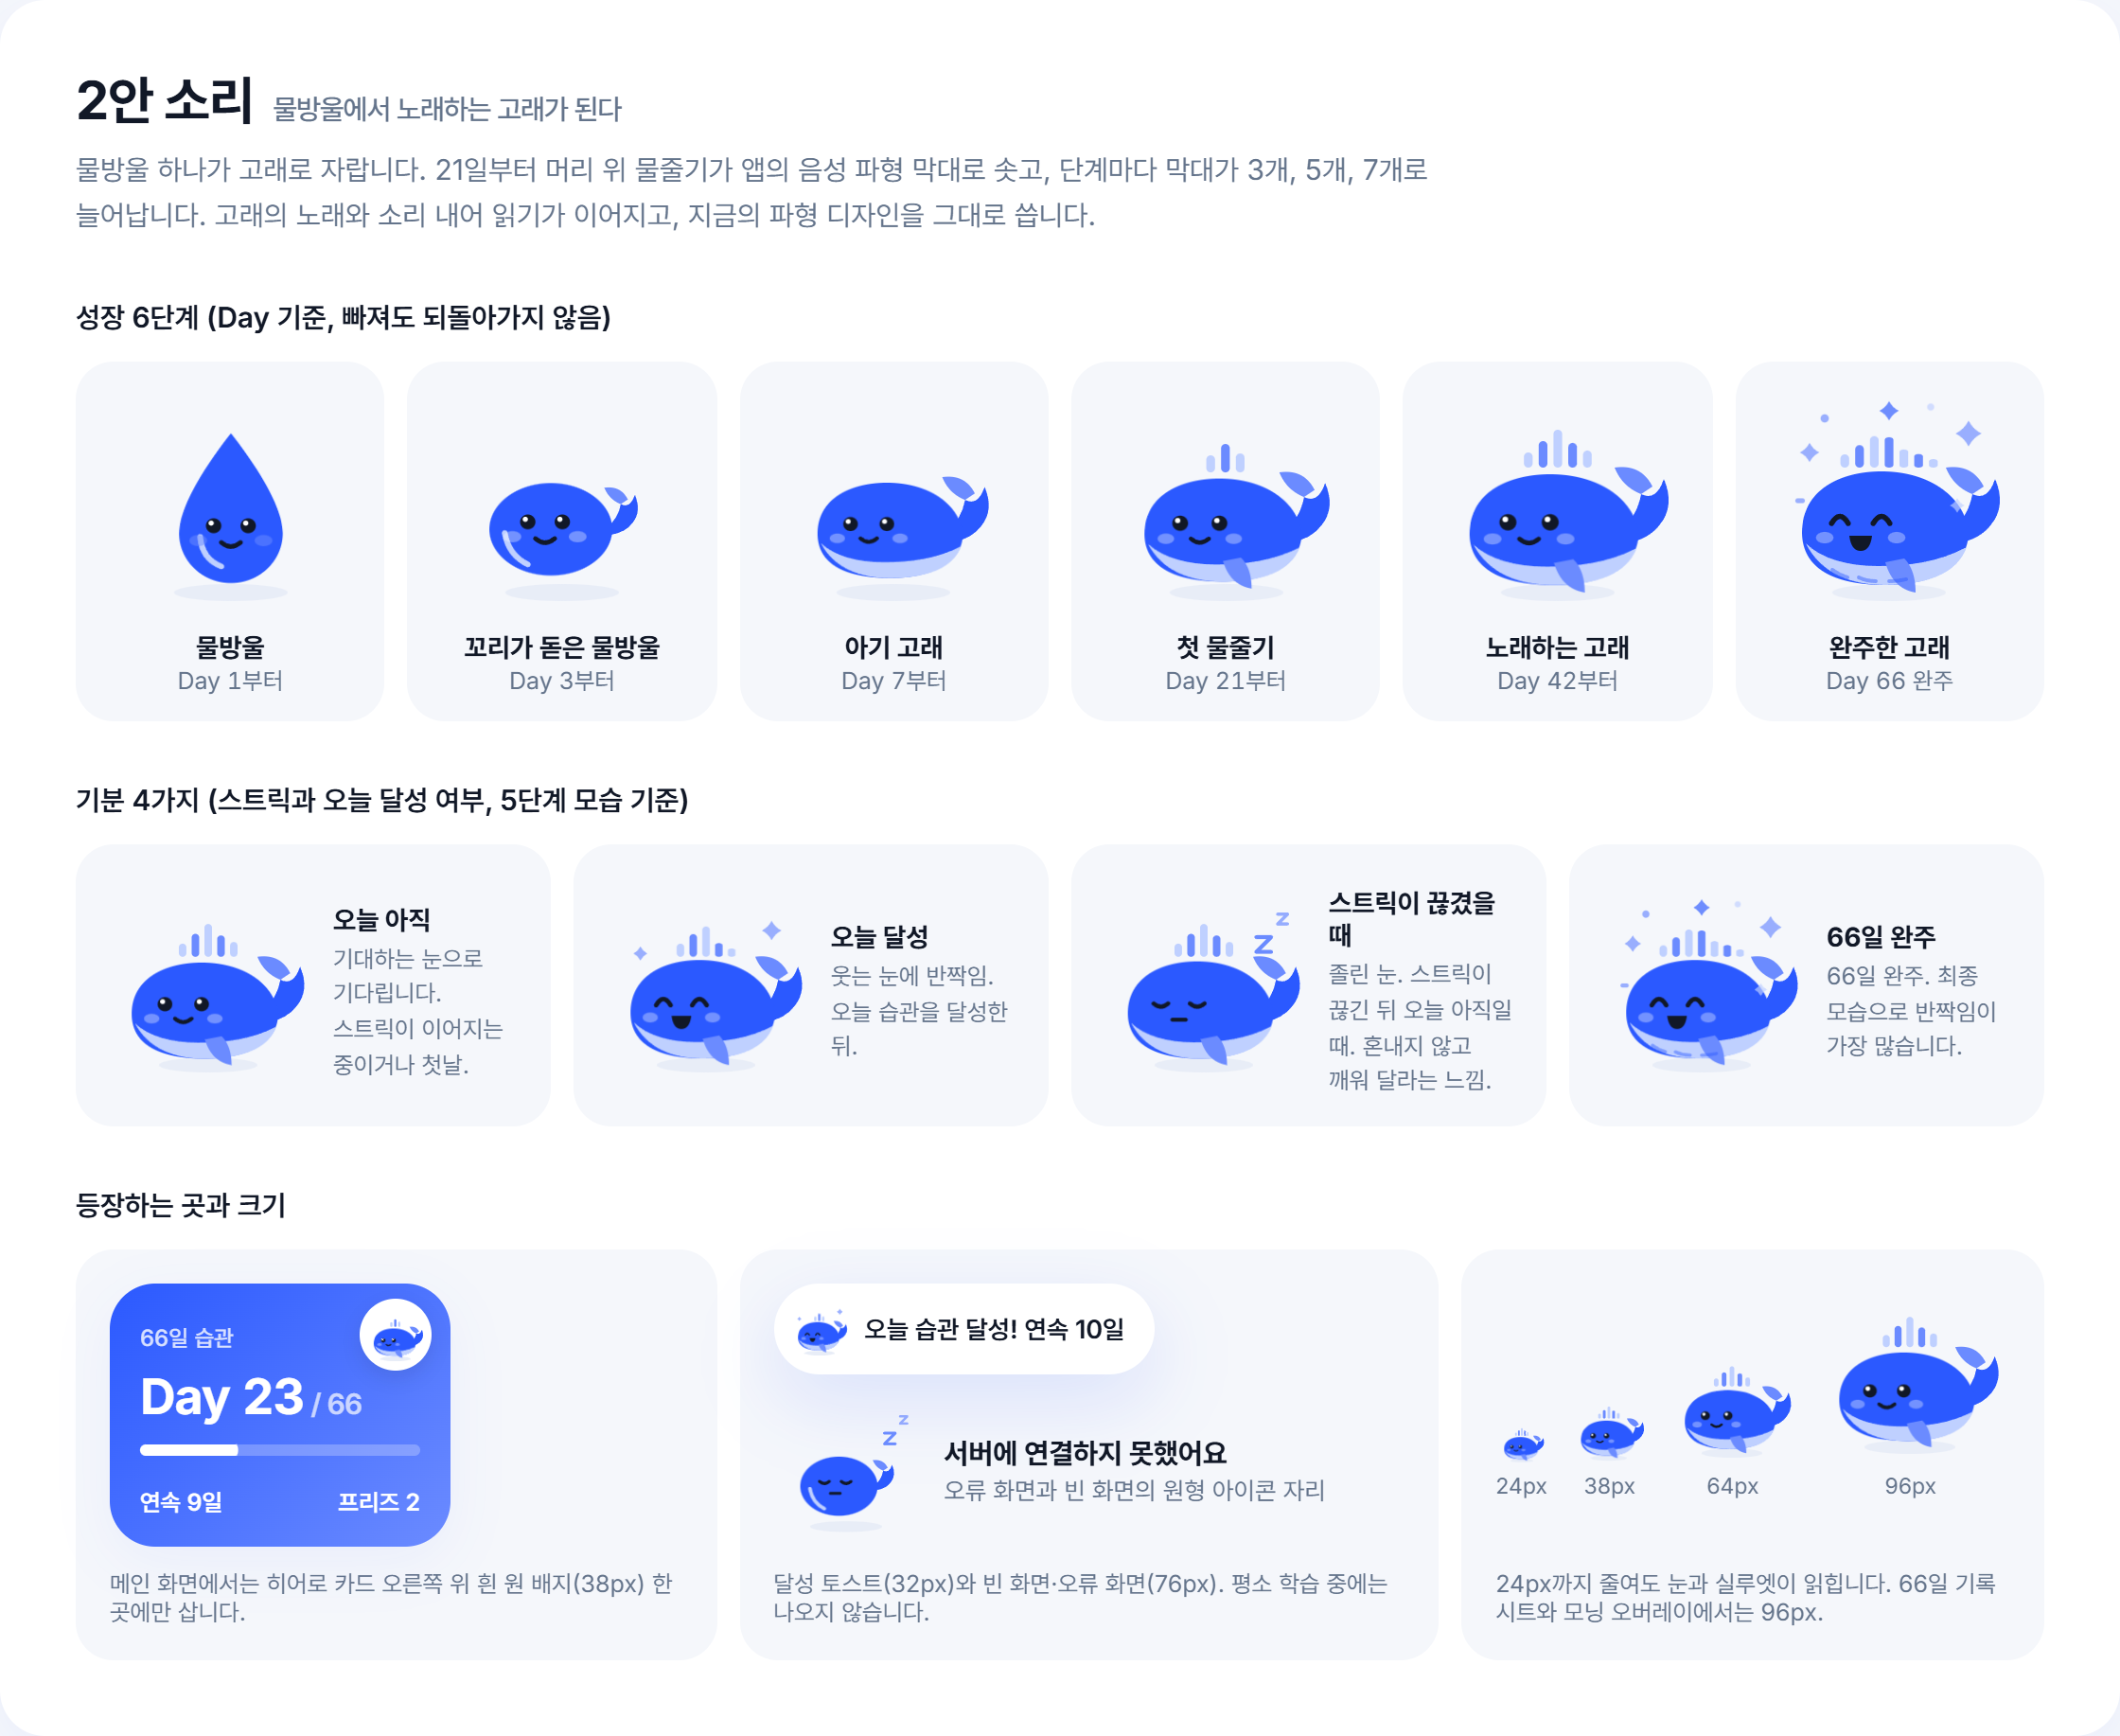 2안 소리 물방울에서 노래하는 고래가 된다
물방울 하나가 고래로 자랍니다. 21일부터 머리 위 물줄기가 앱의 음성 파형 막대로 솟고, 단계마다 막대가 3개, 5개, 7개로
늘어납니다. 고래의 노래와 소리 내어 읽기가 이어지고, 지금의 파형 디자인을 그대로 씁니다.
성장 6단계 (Day 기준, 빠져도 되돌아가지 않음)
물방울
Day 1부터
꼬리가 돋은 물방울
Day 3부터
아기 고래
Day 7부터
첫 물줄기
Day 21부터
노래하는 고래
Day 42부터
완주한 고래
Day 66 완주
기분 4가지 (스트릭과 오늘 달성 여부, 5단계 모습 기준)
오늘 아직
기대하는 눈으로
기다립니다.
스트릭이 이어지는
중이거나 첫날.
오늘 달성
웃는 눈에 반짝임.
오늘 습관을 달성한
뒤.
z
z
스트릭이 끊겼을
때
졸린 눈. 스트릭이
끊긴 뒤 오늘 아직일
때. 혼내지 않고
깨워 달라는 느낌.
66일 완주
66일 완주. 최종
모습으로 반짝임이
가장 많습니다.
등장하는 곳과 크기
66일 습관
Day 23 / 66
연속 9일 프리즈 2
메인 화면에서는 히어로 카드 오른쪽 위 흰 원 배지(38px) 한
곳에만 삽니다.
오늘 습관 달성! 연속 10일
z
z
서버에 연결하지 못했어요
오류 화면과 빈 화면의 원형 아이콘 자리
달성 토스트(32px)와 빈 화면·오류 화면(76px). 평소 학습 중에는
나오지 않습니다.
24px 38px 64px 96px
24px까지 줄여도 눈과 실루엣이 읽힙니다. 66일 기록
시트와 모닝 오버레이에서는 96px.